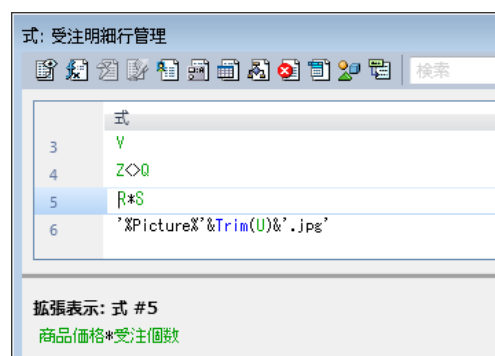 式: 受注明細行管理
検索
式
3 V
4 Z<>Q
5 R*S
6 '%Picture%'&Trim(U)&'.jpg'
拡張表示: 式 #5
商品価格*受注個数